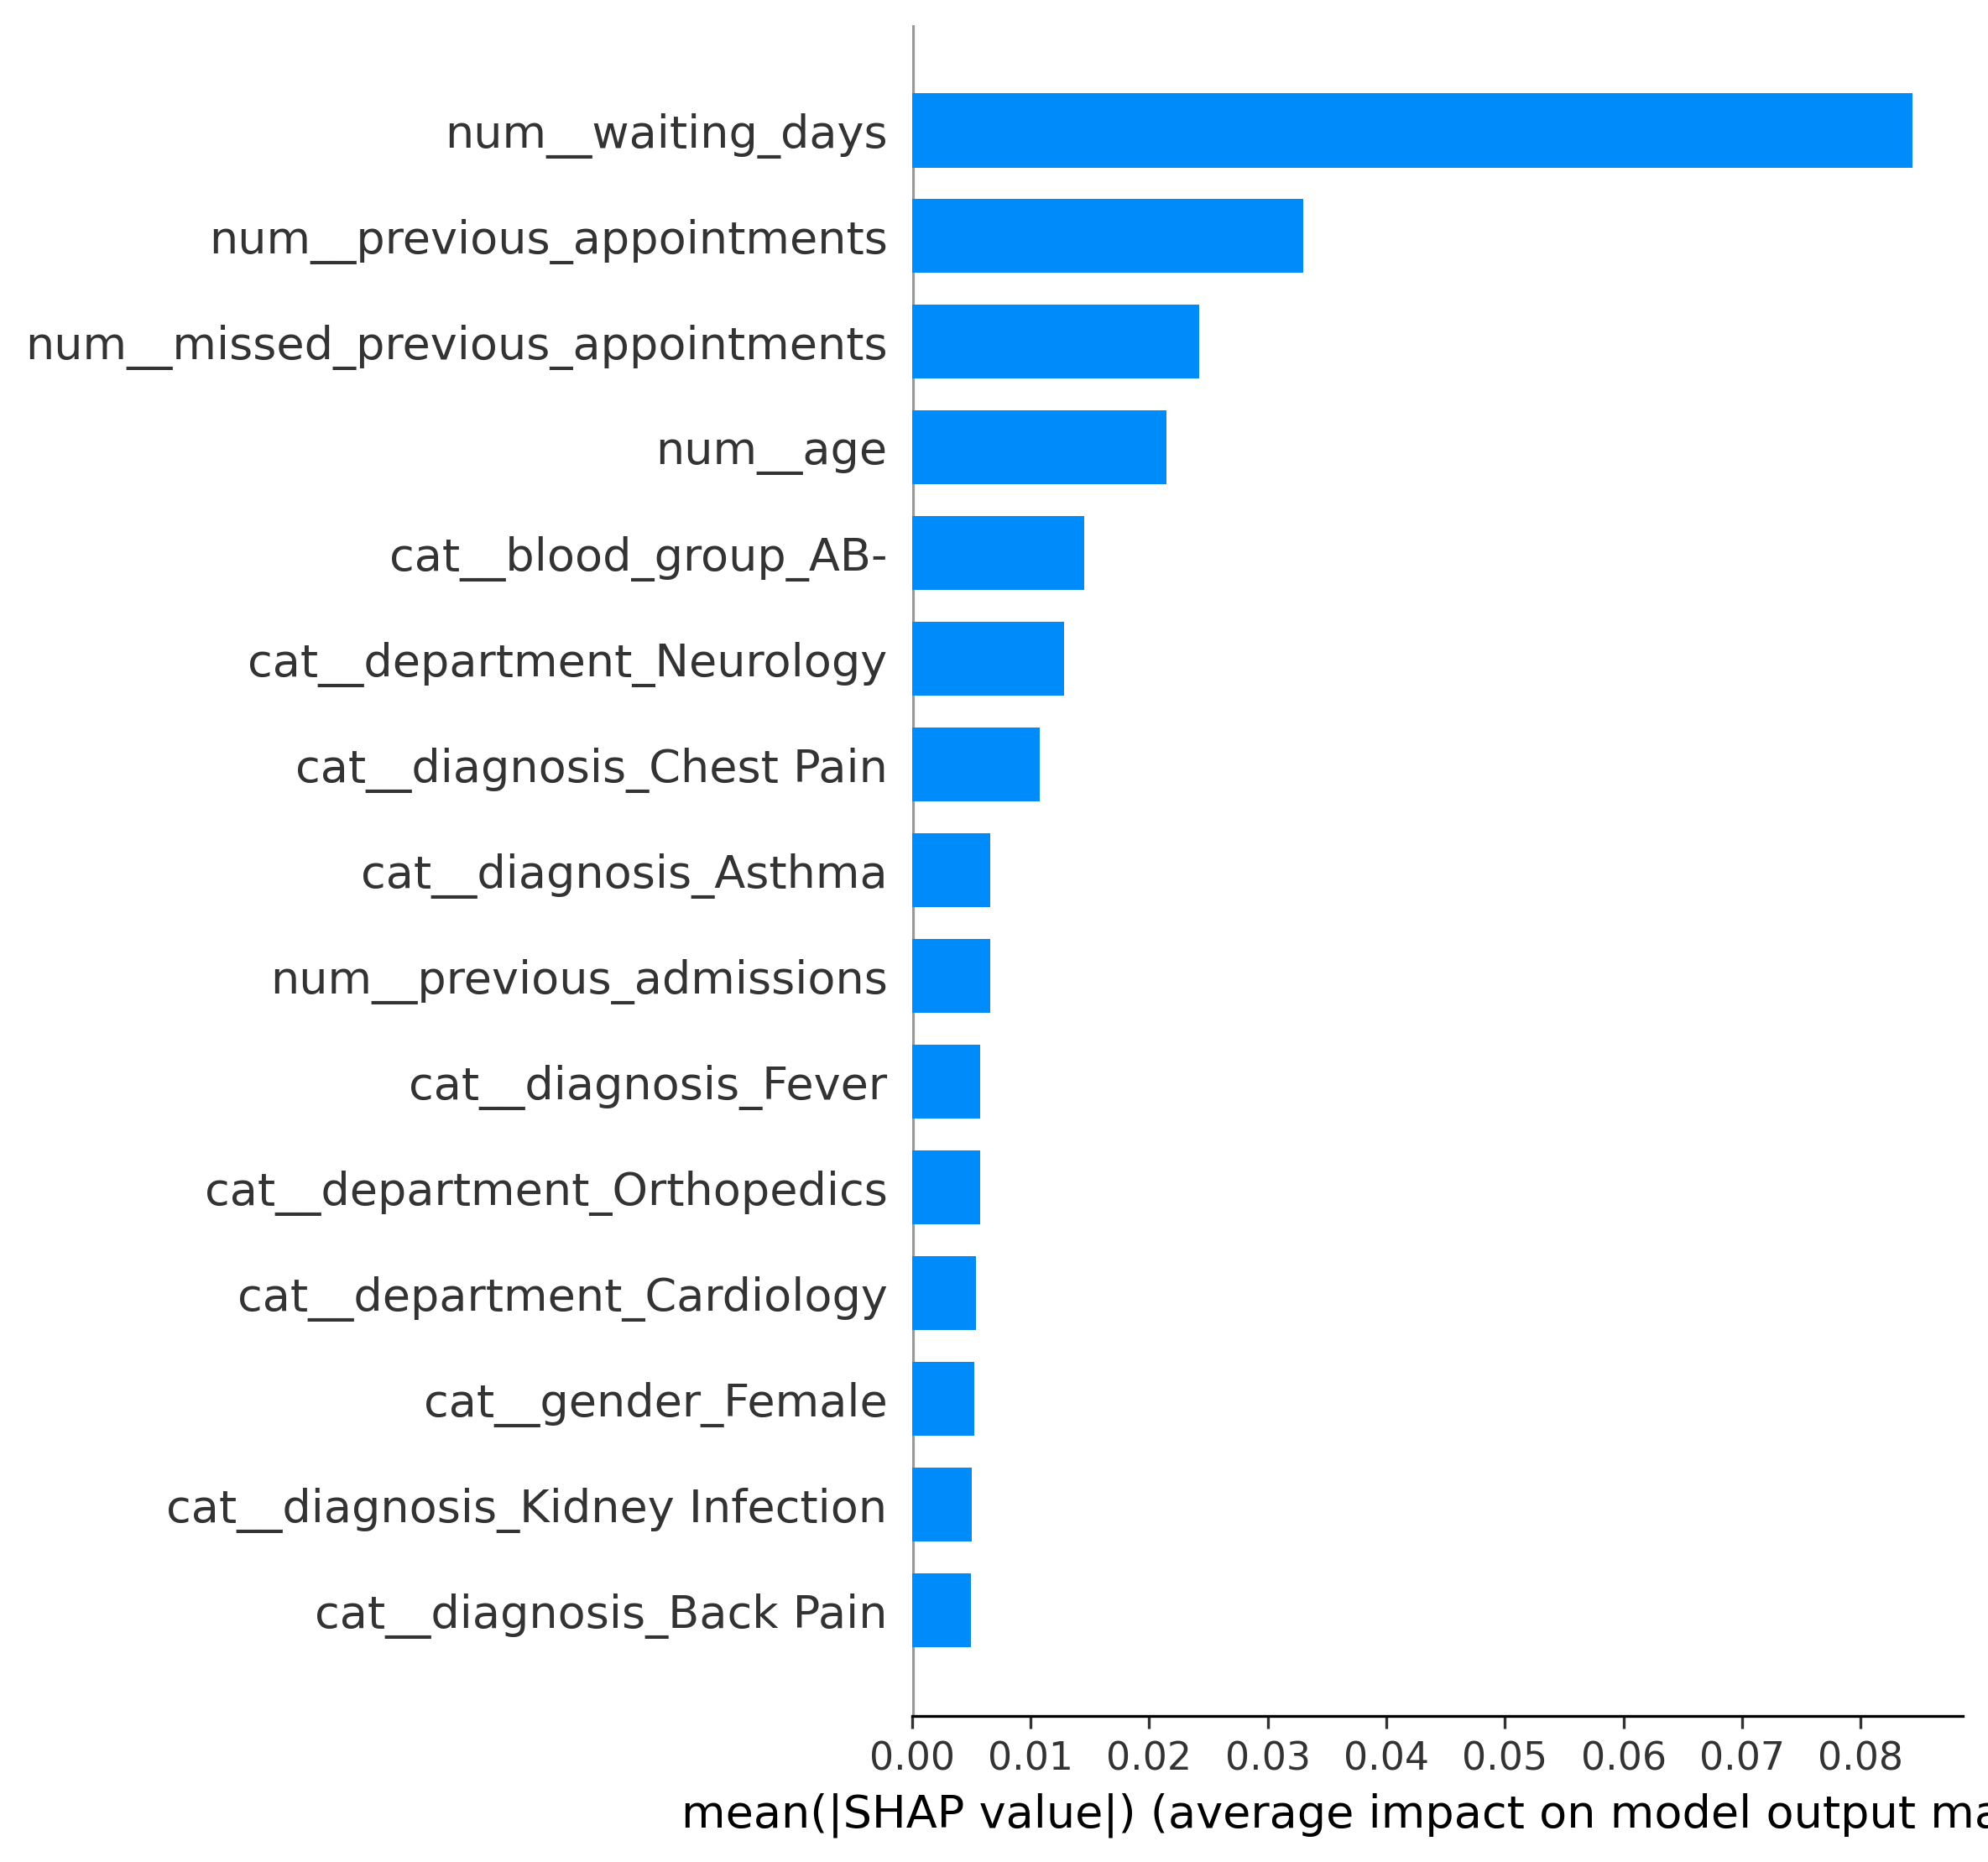 num__waiting_days
num__previous_appointments
num__missed_previous_appointments
num__age
cat__blood_group_AB-
cat__department_Neurology
cat__diagnosis_Chest Pain
cat__diagnosis_Asthma
num__previous_admissions
cat__diagnosis_Fever
cat__department_Orthopedics
cat__department_Cardiology
cat__gender_Female
cat__diagnosis_Kidney Infection
cat__diagnosis_Back Pain
0.00 0.01 0.02 0.03 0.04 0.05 0.06 0.07 0.08
mean(|SHAP value|) (average impact on model output